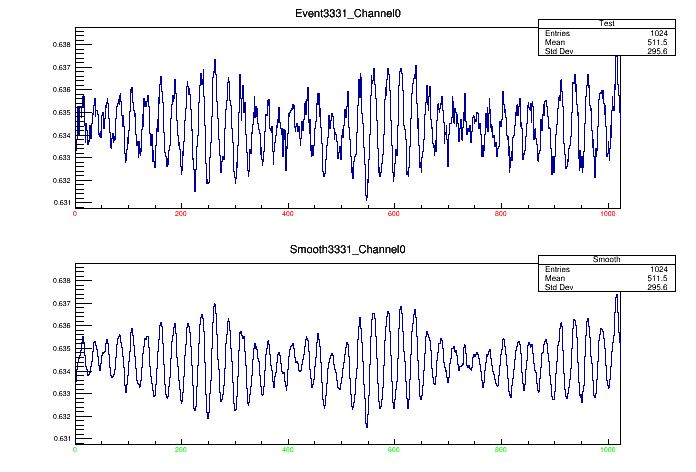 Event3331_Channel0
Test
Entries 1024
Mean 511.5
Std Dev 295.6
0.638
0.637
0.636
0.635
0.634
0.633
0.632
0.631
0 200 400 600 800 1000
Smooth3331_Channel0
Smooth
Entries 1024
Mean 511.5
Std Dev 295.6
0.638
0.637
0.636
0.635
0.634
0.633
0.632
0.631
0 200 400 600 800 1000